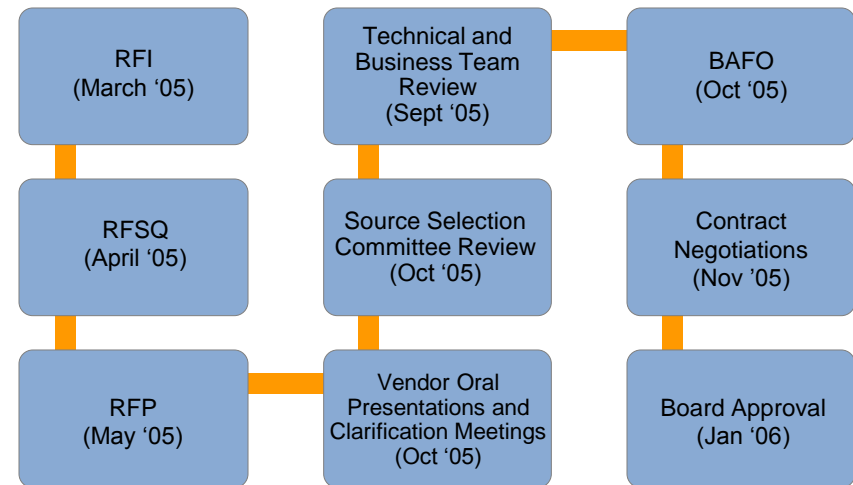 RFI
(March ‘05)
RFSQ
(April ‘05)
RFP
(May ‘05)
Vendor Oral
Presentations and
Clarification Meetings
(Oct ‘05)
Source Selection
Committee Review
(Oct ‘05)
Technical and
Business Team
Review
(Sept ‘05)
BAFO
(Oct ‘05)
Contract
Negotiations
(Nov ‘05)
Board Approval
(Jan ‘06)